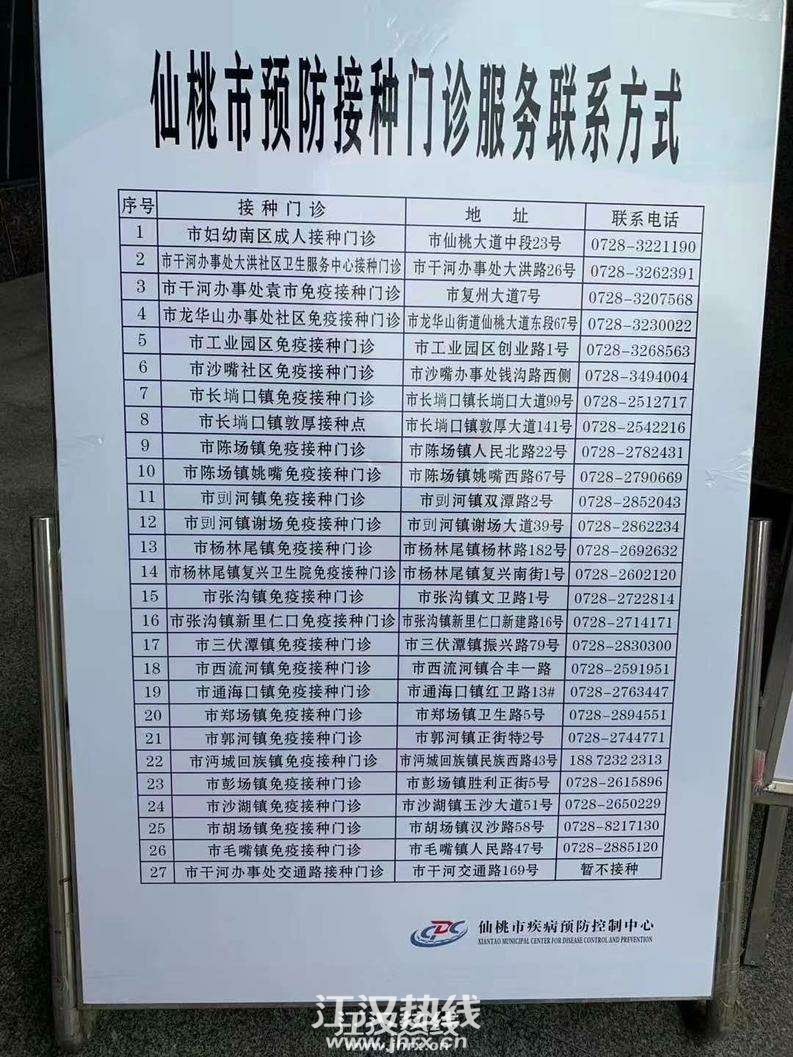 仙桃市预防接种门诊服务联系方式
序号 接种门诊 地址 联系电话
1 市妇幼南区成人接种门诊 市仙桃大道中段23号 0728-3221190
2 市干河办事处大洪社区卫生服务中心接种门诊 市干河办事处大洪路26号 0728-3262391
3 市干河办事处袁市免疫接种门诊 市复州大道7号 0728-3207568
4 市龙华山办事处社区免疫接种门诊 市龙华山街道仙桃大道东段67号 0728-3230022
5 市工业园区免疫接种门诊 市工业园区创业路1号 0728-3268563
6 市沙嘴社区免疫接种门诊 市沙嘴办事处钱沟路西侧 0728-3494004
7 市长埫口镇免疫接种门诊 市长埫口镇长埫口大道99号 0728-2512717
8 市长埫口镇敦厚接种点 市长埫口镇敦厚大道141号 0728-2542216
9 市陈场镇免疫接种门诊 市陈场镇人民北路22号 0728-2782431
10 市陈场镇姚嘴免疫接种门诊 市陈场镇姚嘴西路67号 0728-2790669
11 市剅河镇免疫接种门诊 市剅河镇双潭路2号 0728-2852043
12 市剅河镇谢场免疫接种门诊 市剅河镇谢场大道39号 0728-2862234
13 市杨林尾镇免疫接种门诊 市杨林尾镇杨林路182号 0728-2692632
14 市杨林尾镇复兴卫生院免疫接种门诊 市杨林尾镇复兴南街1号 0728-2602120
15 市张沟镇免疫接种门诊 市张沟镇文卫路1号 0728-2722814
16 市张沟镇新里仁口免疫接种门诊 市张沟镇新里仁口新建路16号 0728-2714171
17 市三伏潭镇免疫接种门诊 市三伏潭镇振兴路79号 0728-2830300
18 市西流河镇免疫接种门诊 市西流河镇合丰一路 0728-2591951
19 市通海口镇免疫接种门诊 市通海口镇红卫路13# 0728-2763447
20 市郑场镇免疫接种门诊 市郑场镇卫生路5号 0728-2894551
21 市郭河镇免疫接种门诊 市郭河镇正街特2号 0728-2744771
22 市沔城回族镇免疫接种门诊 市沔城回族镇民族西路43号 188 7232 2313
23 市彭场镇免疫接种门诊 市彭场镇胜利正街5号 0728-2615896
24 市沙湖镇免疫接种门诊 市沙湖镇玉沙大道51号 0728-2650229
25 市胡场镇免疫接种门诊 市胡场镇汉沙路58号 0728-8217130
26 市毛嘴镇免疫接种门诊 市毛嘴镇人民路47号 0728-2885120
27 市干河办事处交通路接种门诊 市干河交通路169号 暂不接种
CDC 仙桃市疾病预防控制中心
XIANTAO MUNICIPAL CENTER FOR DISEASE CONTROL AND PREVENTION
江汉热线
www.jhrx.cn